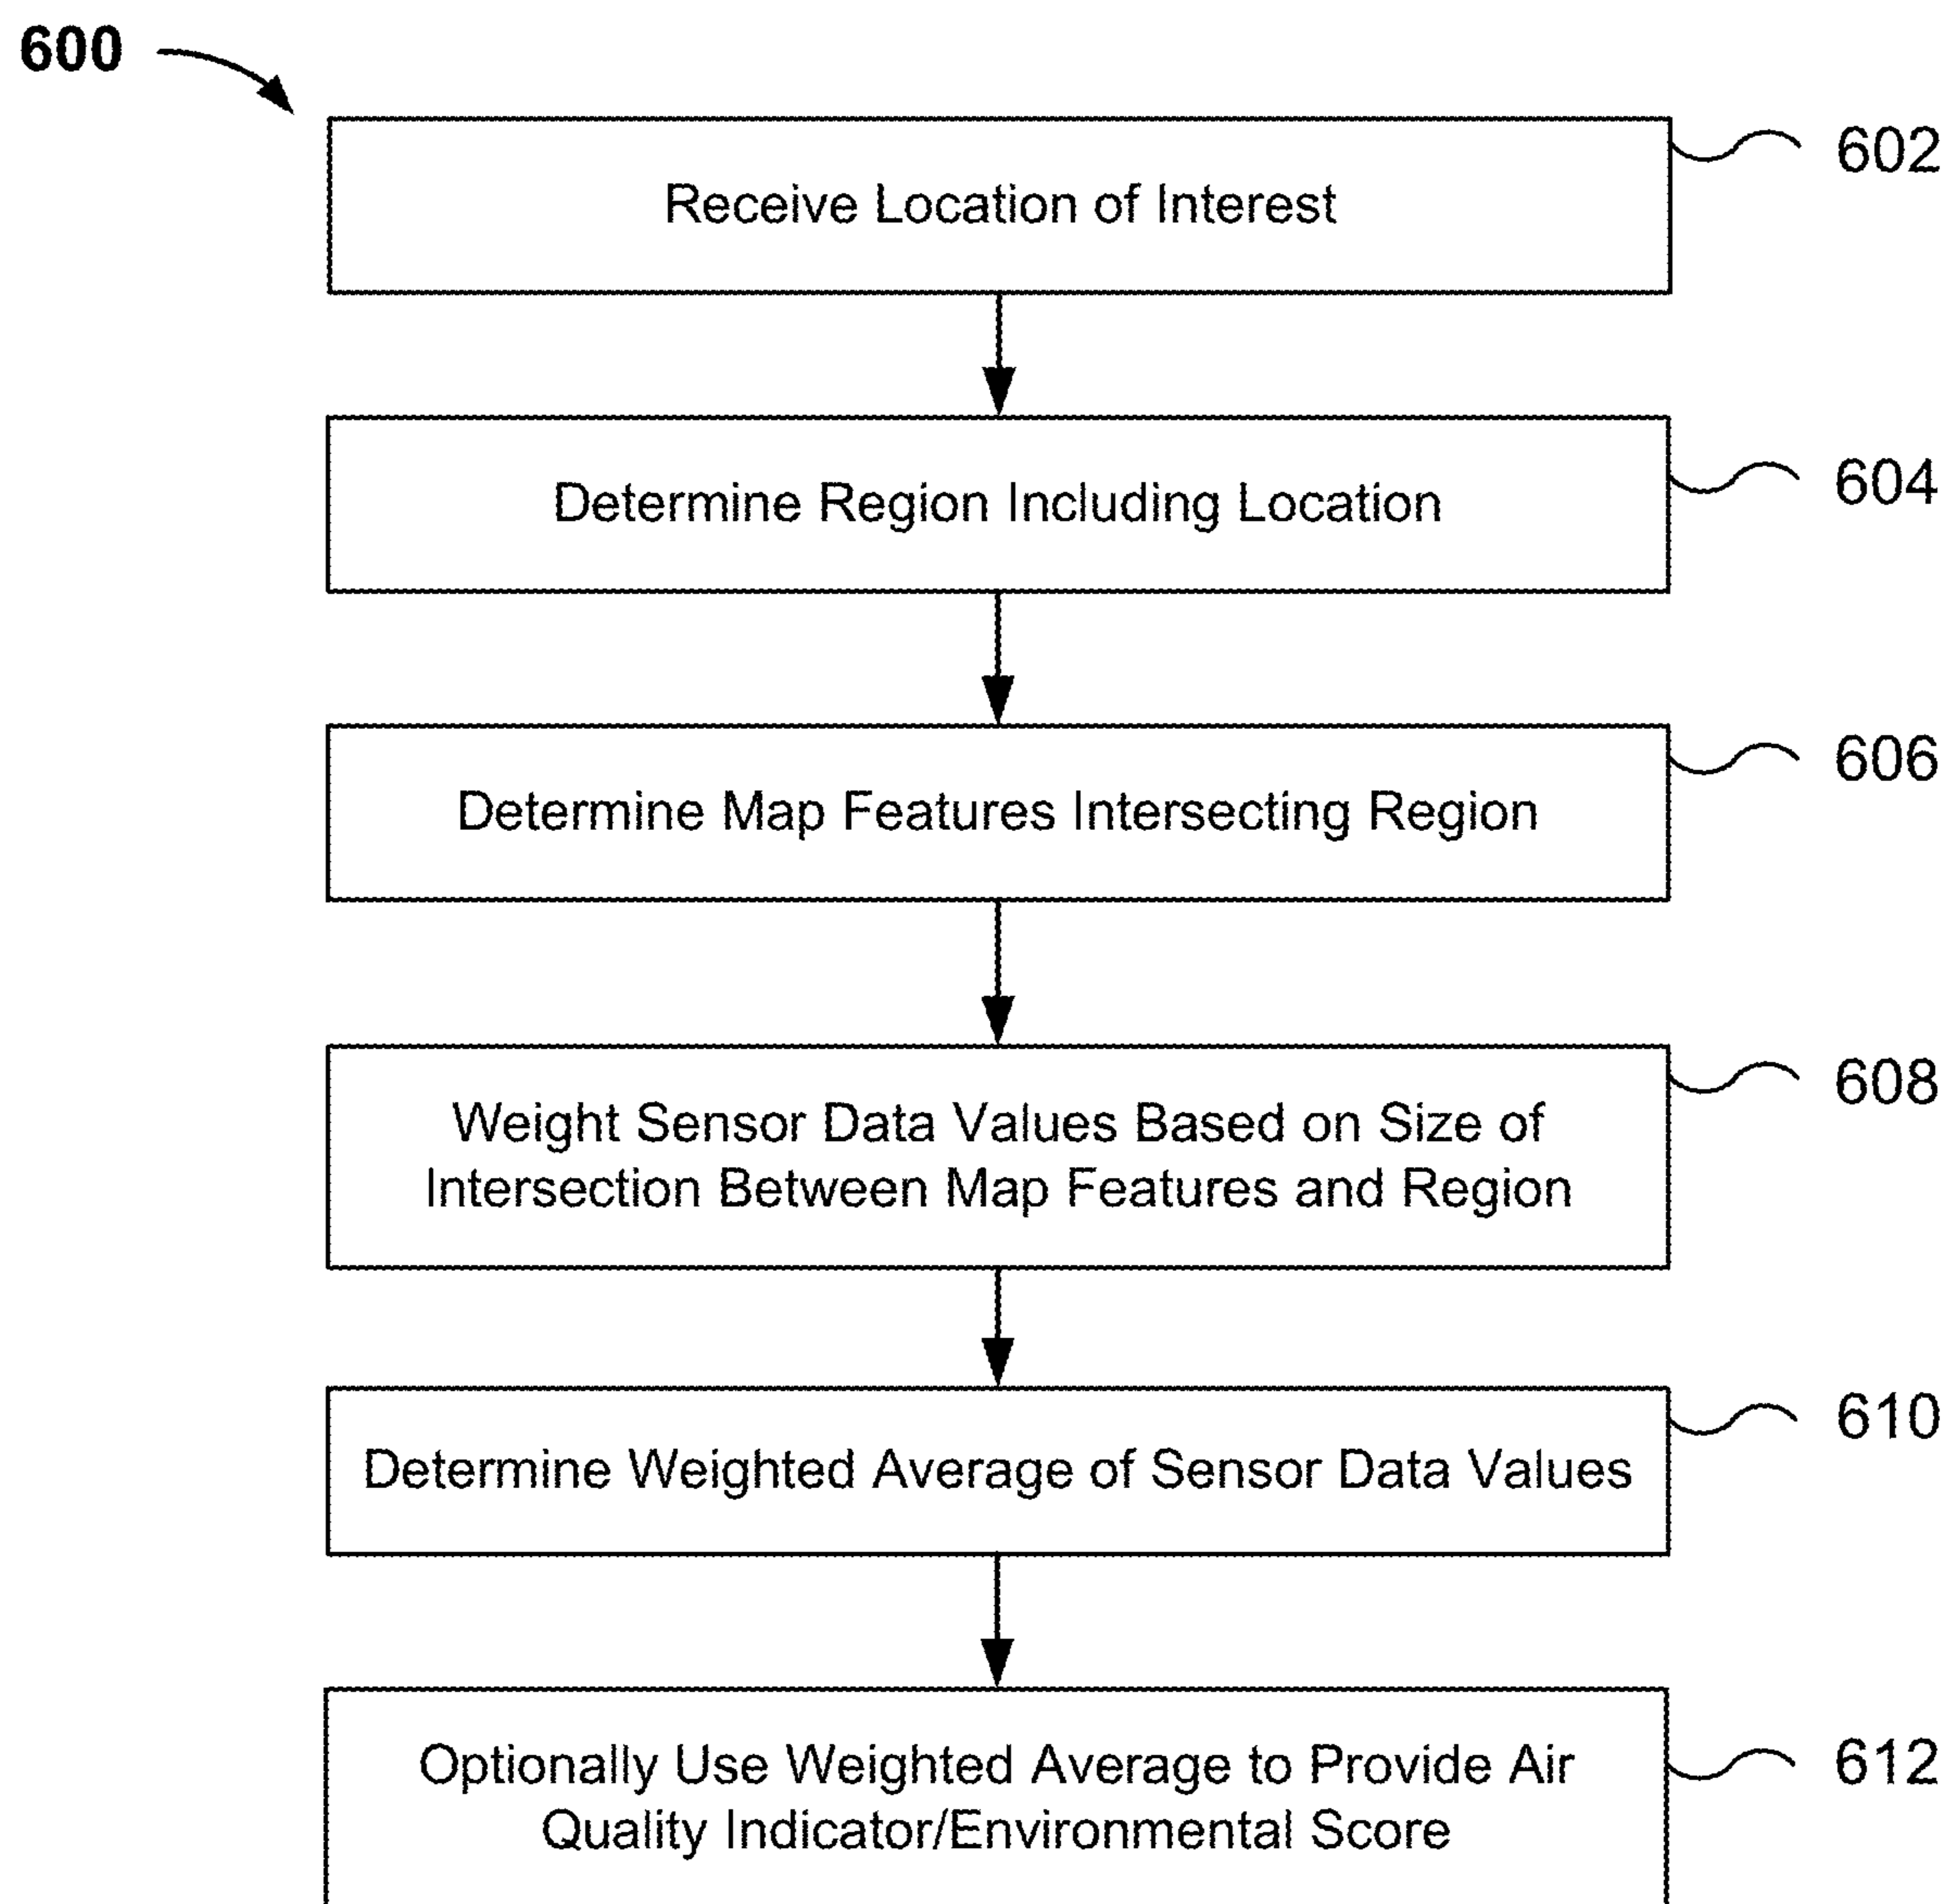 600
602
Receive Location of Interest
604
Determine Region Including Location
606
Determine Map Features Intersecting Region
608
Weight Sensor Data Values Based on Size of
Intersection Between Map Features and Region
610
Determine Weighted Average of Sensor Data Values
612
Optionally Use Weighted Average to Provide Air
Quality Indicator/Environmental Score